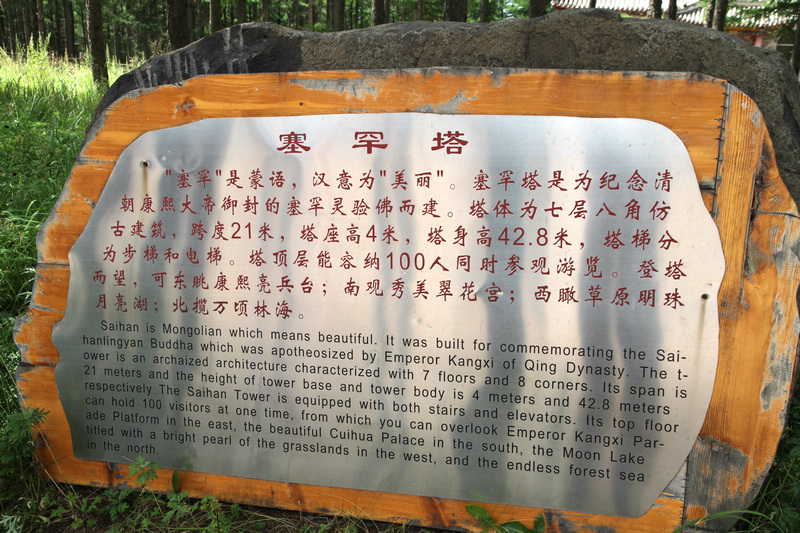 塞罕塔
"塞罕"是蒙语，汉意为"美丽"。塞罕塔是为纪念清
朝康熙大帝御封的塞罕灵验佛而建。塔体为七层八角仿
古建筑，跨度21米，塔座高4米，塔身高42.8米，塔梯分
为步梯和电梯。塔顶层能容纳100人同时参观游览。登塔
而望，可东眺康熙亮兵台；南观秀美翠花宫；西瞰草原明珠
月亮湖；北揽万顷林海。
Saihan is Mongolian which means beautiful. It was built for commemorating the Sai-
hanlingyan Buddha which was apotheosized by Emperor Kangxi of Qing Dynasty. The t-
ower is an archaized architecture characterized with 7 floors and 8 corners. Its span is
21 meters and the height of tower base and tower body is 4 meters and 42.8 meters
respectively The Saihan Tower is equipped with both stairs and elevators. Its top floor
can hold 100 visitors at one time, from which you can overlook Emperor Kangxi Par-
ade Platform in the east, the beautiful Cuihua Palace in the south, the Moon Lake
titled with a bright pearl of the grasslands in the west, and the endless forest sea
in the north.